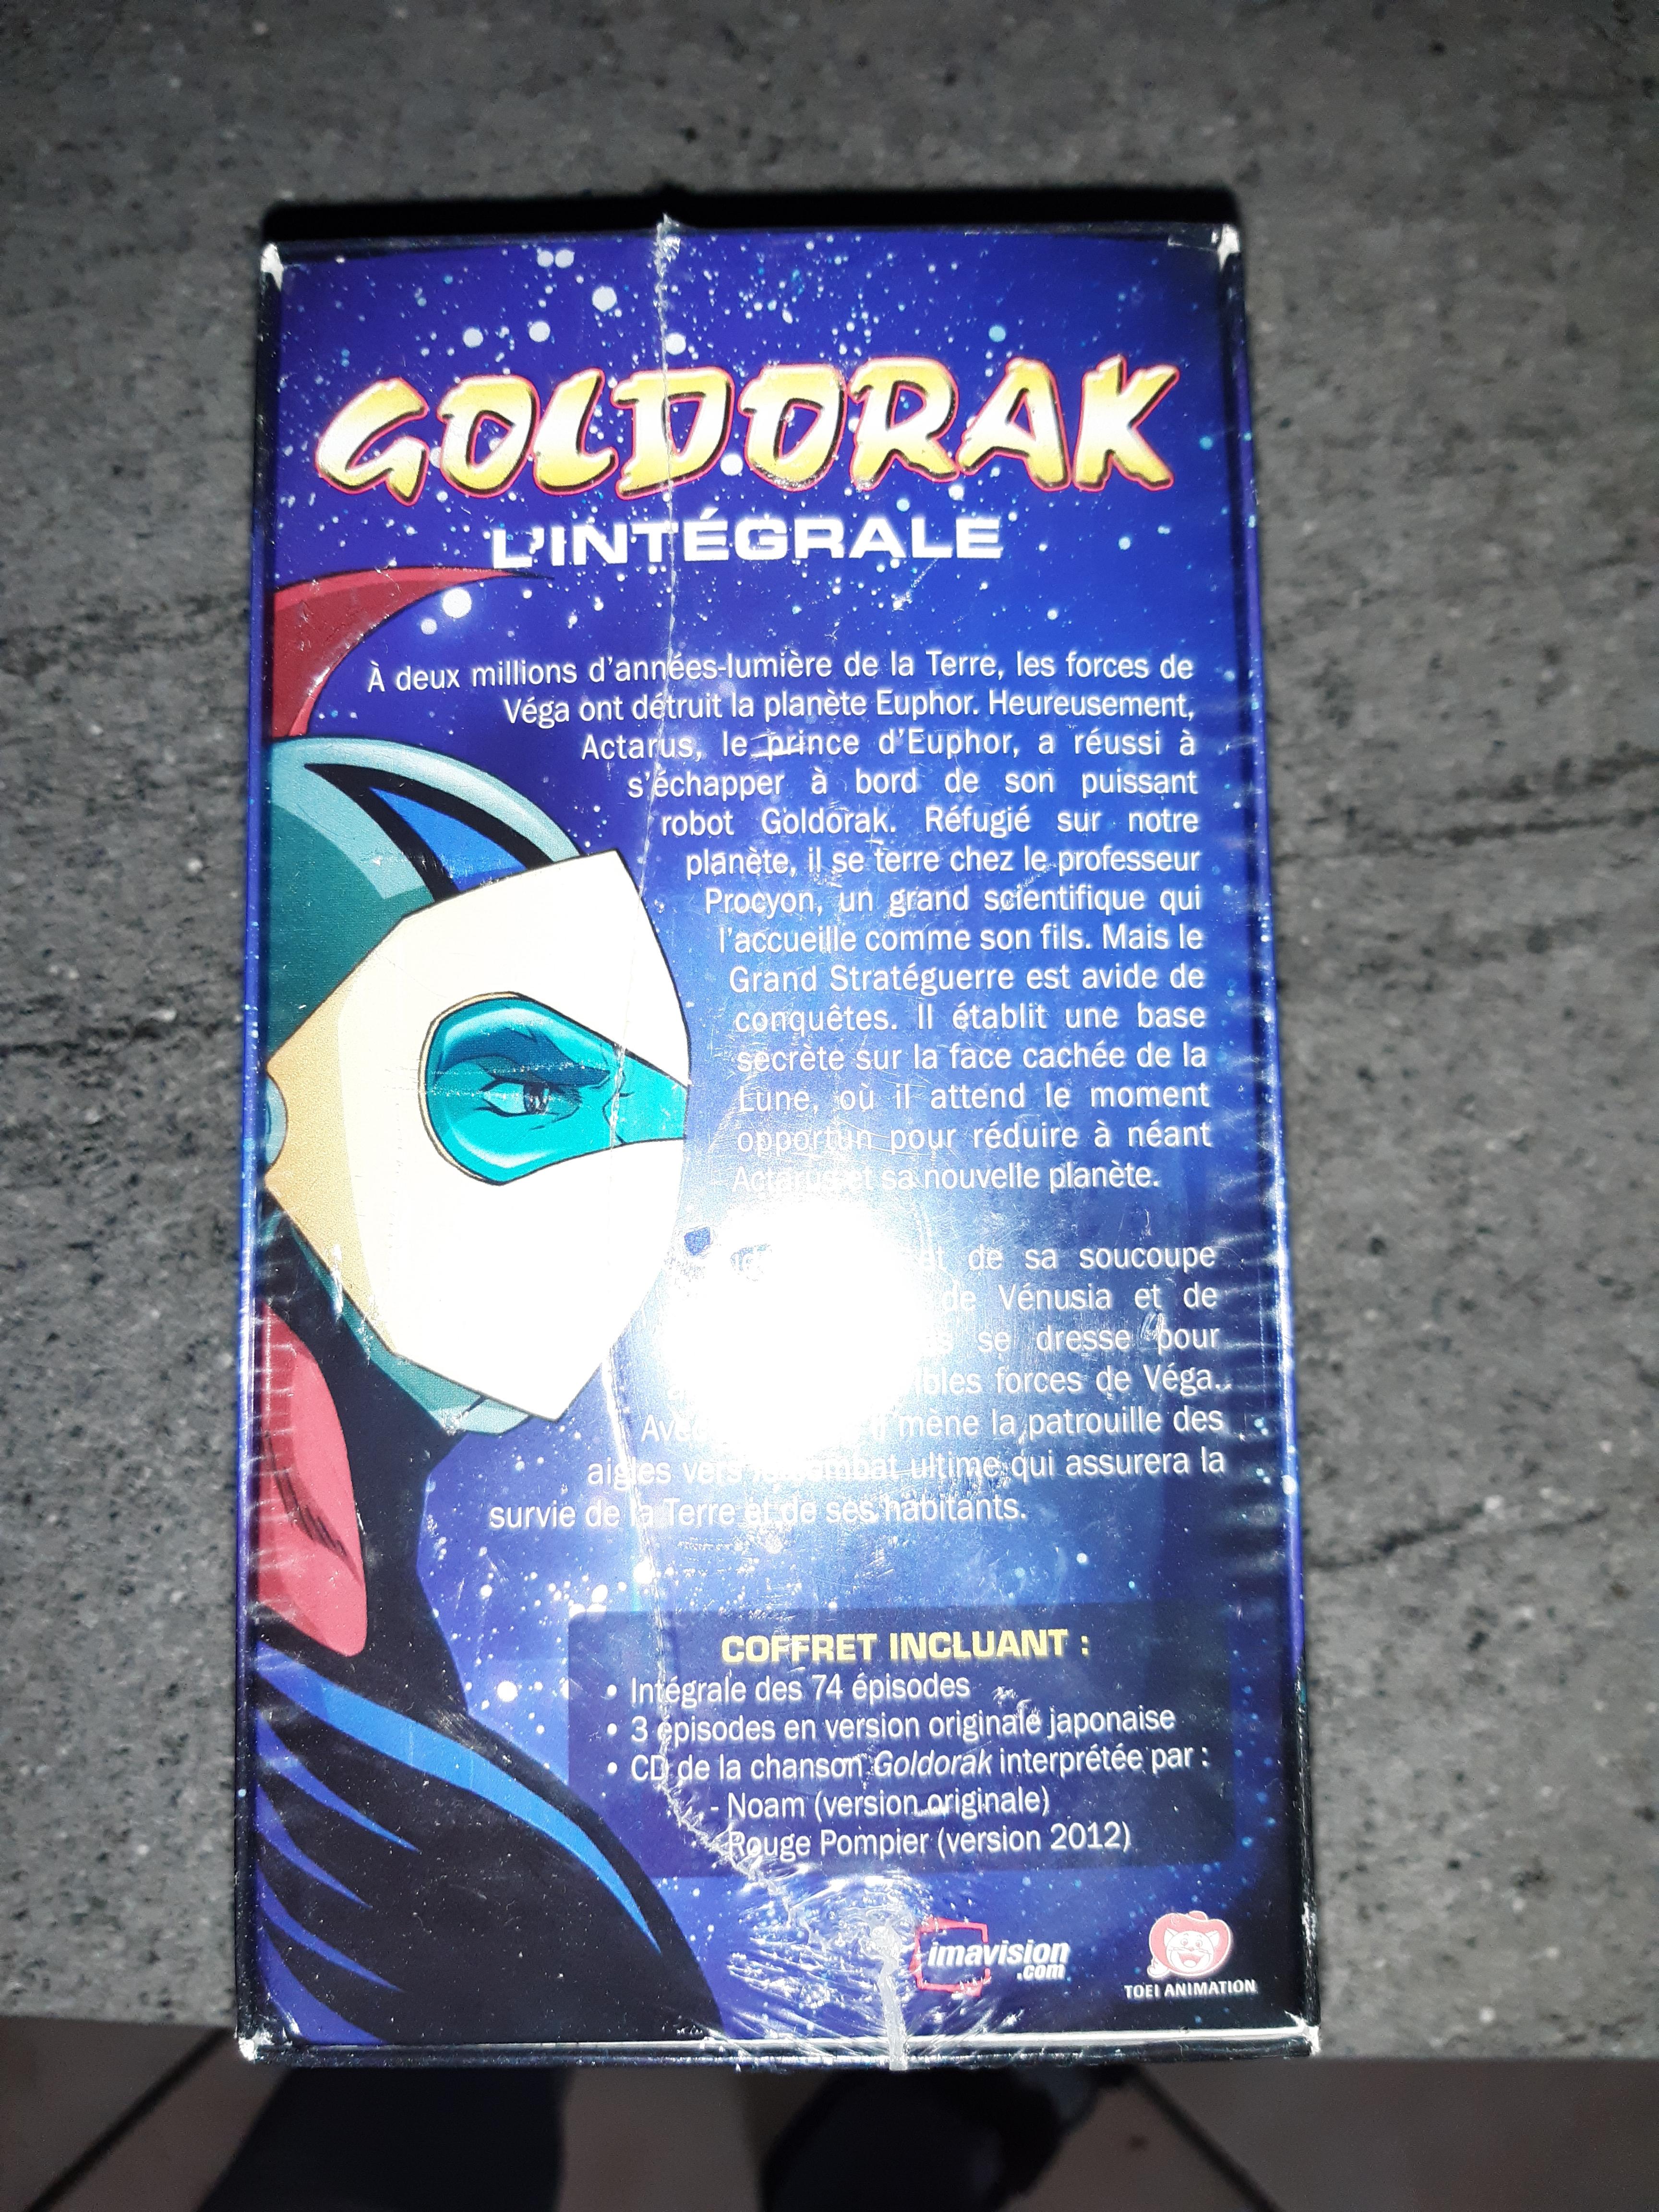 GOLDORAK
L'INTÉGRALE
À deux millions d'années-lumière de la Terre, les forces de
Véga ont détruit la planète Euphor. Heureusement,
Actarus, le prince d'Euphor, a réussi à
s'échapper à bord de son puissant
robot Goldorak. Réfugié sur notre
planète, il se terre chez le professeur
Procyon, un grand scientifique qui
l'accueille comme son fils. Mais le
Grand Stratéguerre est avide de
conquêtes. Il établit une base
secrète sur la face cachée de la
Lune, où il attend le moment
opportun pour réduire à néant
Actarus et sa nouvelle planète.
de sa soucoupe
de Vénusia et de
se dresse pour
forces de Véga.
mène la patrouille des
aigles vers le combat ultime qui assurera la
survie de la Terre et de ses habitants.
COFFRET INCLUANT :
• Intégrale des 74 épisodes
• 3 épisodes en version originale japonaise
• CD de la chanson Goldorak interprétée par :
- Noam (version originale)
Rouge Pompier (version 2012)
imavision
.com
TOEI ANIMATION